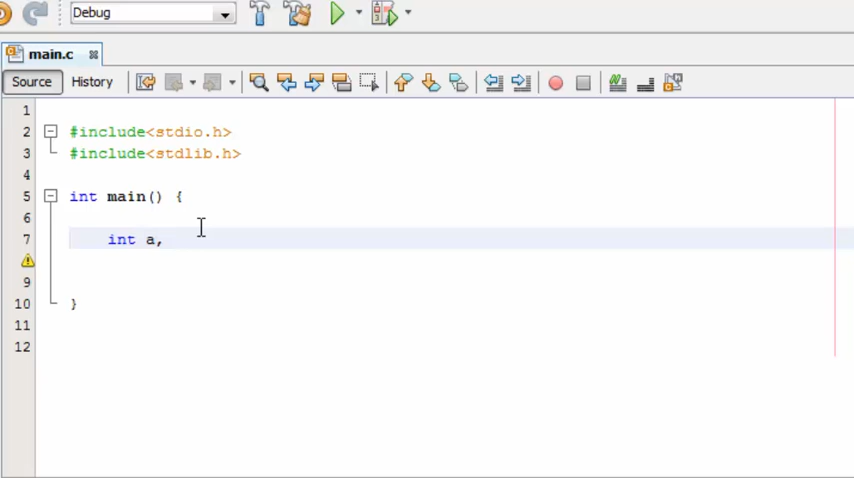 Debug
main.c
Source History
1
2 #include<stdio.h>
3 #include<stdlib.h>
4
5 int main() {
6
7 int a,
9
10 }
11
12